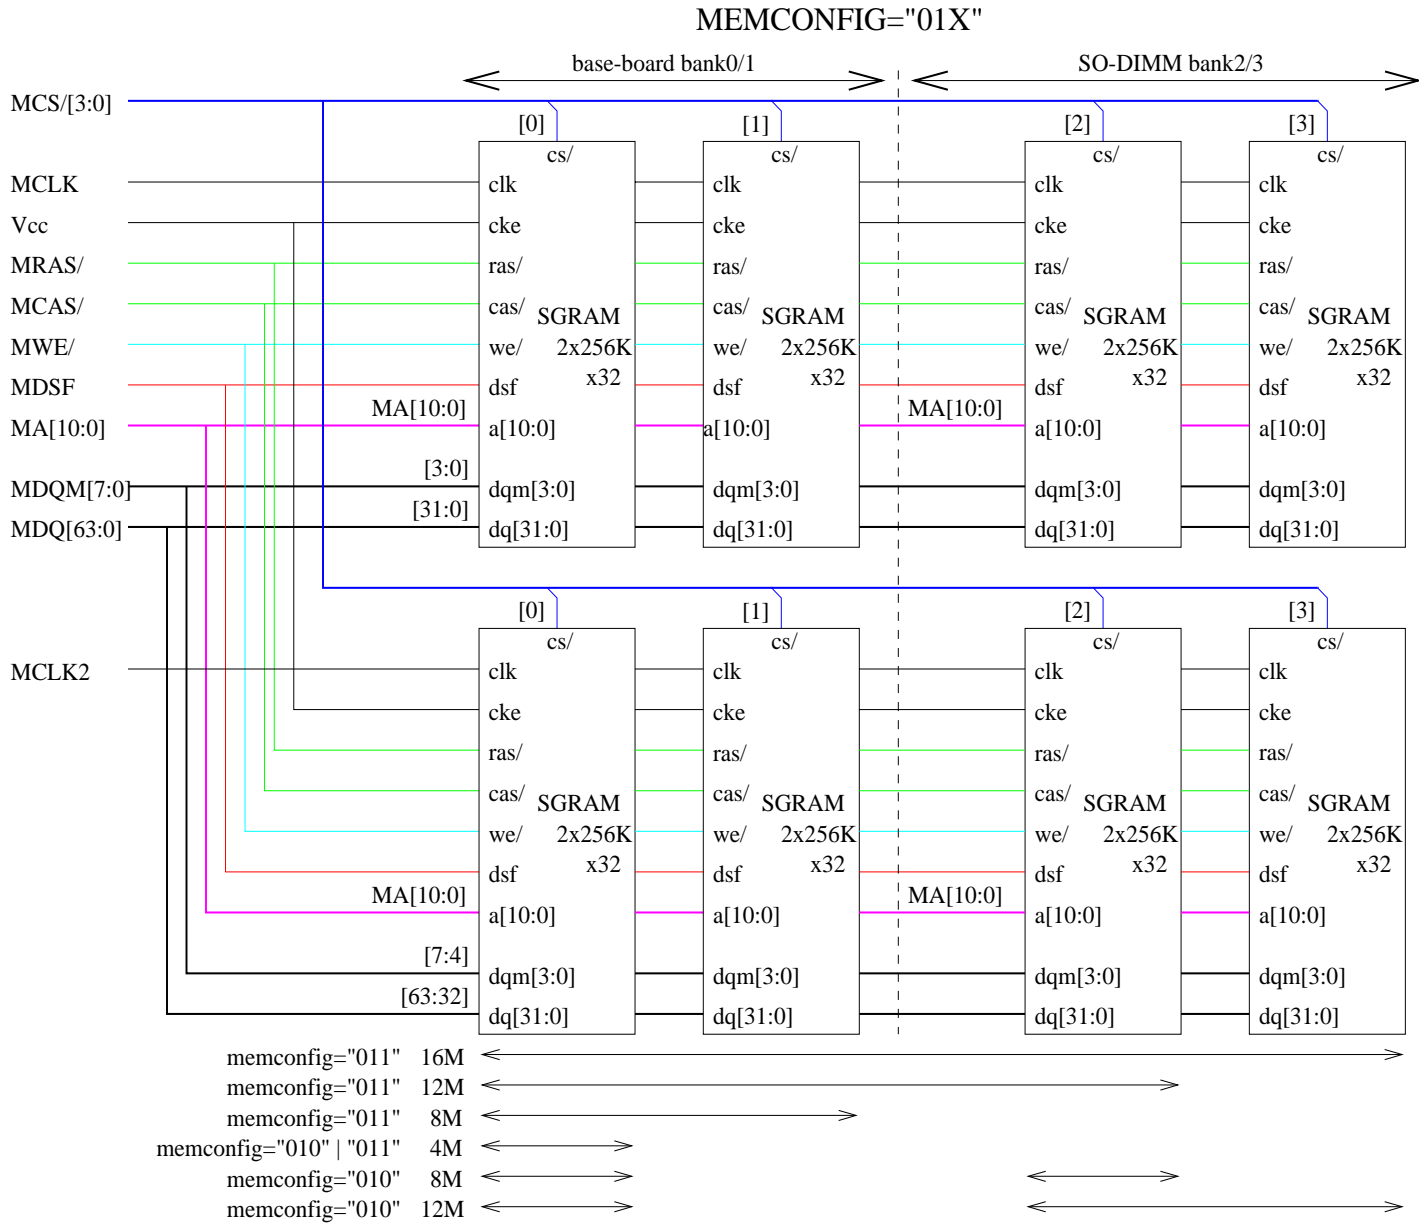 MEMCONFIG="01X"
base-board bank0/1 SO-DIMM bank2/3
MCS/[3:0]
[0] [1] [2] [3]
cs/ cs/ cs/ cs/
MCLK clk clk clk clk
Vcc cke cke cke cke
MRAS/ ras/ ras/ ras/ ras/
MCAS/ cas/ cas/ cas/ cas/
SGRAM SGRAM SGRAM SGRAM
MWE/ we/ 2x256K we/ 2x256K we/ 2x256K we/ 2x256K
x32 x32 x32 x32
MDSF dsf dsf dsf dsf
MA[10:0] MA[10:0]
MA[10:0] a[10:0] a[10:0] a[10:0] a[10:0]
[3:0]
MDQM[7:0] dqm[3:0] dqm[3:0] dqm[3:0] dqm[3:0]
[31:0]
MDQ[63:0] dq[31:0] dq[31:0] dq[31:0] dq[31:0]
[0] [1] [2] [3]
cs/ cs/ cs/ cs/
MCLK2 clk clk clk clk
cke cke cke cke
ras/ ras/ ras/ ras/
cas/ cas/ cas/ cas/
SGRAM SGRAM SGRAM SGRAM
we/ 2x256K we/ 2x256K we/ 2x256K we/ 2x256K
x32 x32 x32 x32
dsf dsf dsf dsf
MA[10:0] MA[10:0]
a[10:0] a[10:0] a[10:0] a[10:0]
[7:4]
dqm[3:0] dqm[3:0] dqm[3:0] dqm[3:0]
[63:32]
dq[31:0] dq[31:0] dq[31:0] dq[31:0]
memconfig="011" 16M
memconfig="011" 12M
memconfig="011" 8M
memconfig="010" | "011" 4M
memconfig="010" 8M
memconfig="010" 12M